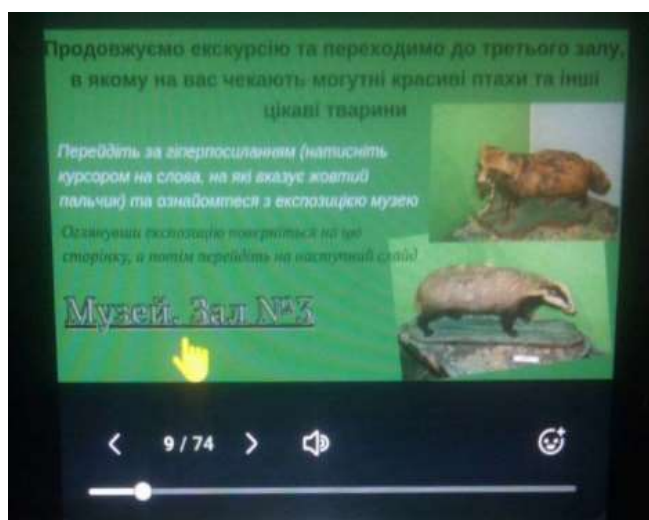 Продовжуємо екскурсію та переходимо до третього залу,
в якому на вас чекають могутні красиві птахи та інші
цікаві тварини
Перейдіть за гіперпосиланням (натисніть
курсором на слова, на які вказує жовтий
пальчик) та ознайомтеся з експозицією музею
Оглянувши експозицію поверніться на цю
сторінку, а потім перейдіть на наступний слайд
Музей. Зал №3
9 / 74